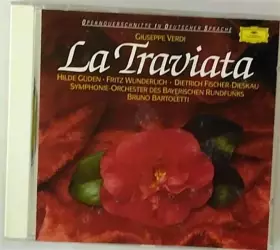 Opernquerschnitte in Deutscher Sprache
Giuseppe Verdi
La Traviata
Hilde Güden · Fritz Wunderlich · Dietrich Fischer-Dieskau
Symphonie-Orchester des Bayerischen Rundfunks
Bruno Bartoletti